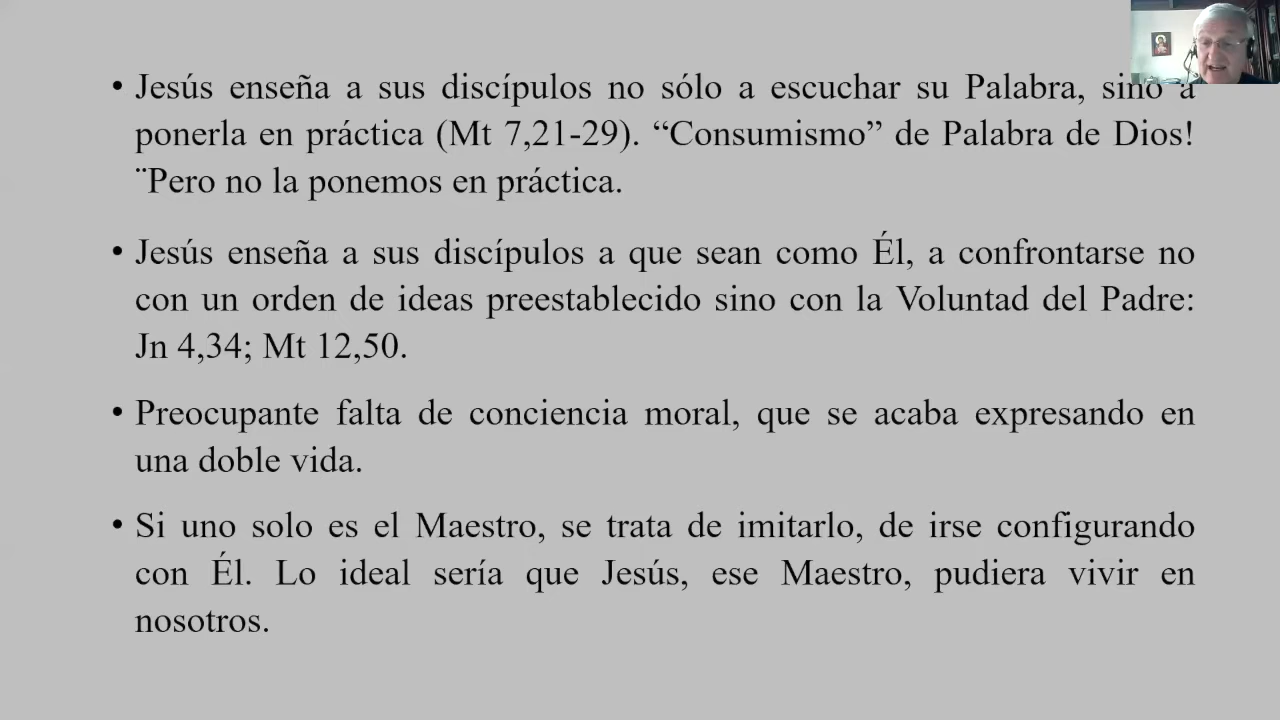 • Jesús enseña a sus discípulos no sólo a escuchar su Palabra, sino a
ponerla en práctica (Mt 7,21-29). “Consumismo” de Palabra de Dios!
¨Pero no la ponemos en práctica.
• Jesús enseña a sus discípulos a que sean como Él, a confrontarse no
con un orden de ideas preestablecido sino con la Voluntad del Padre:
Jn 4,34; Mt 12,50.
• Preocupante falta de conciencia moral, que se acaba expresando en
una doble vida.
• Si uno solo es el Maestro, se trata de imitarlo, de irse configurando
con Él. Lo ideal sería que Jesús, ese Maestro, pudiera vivir en
nosotros.